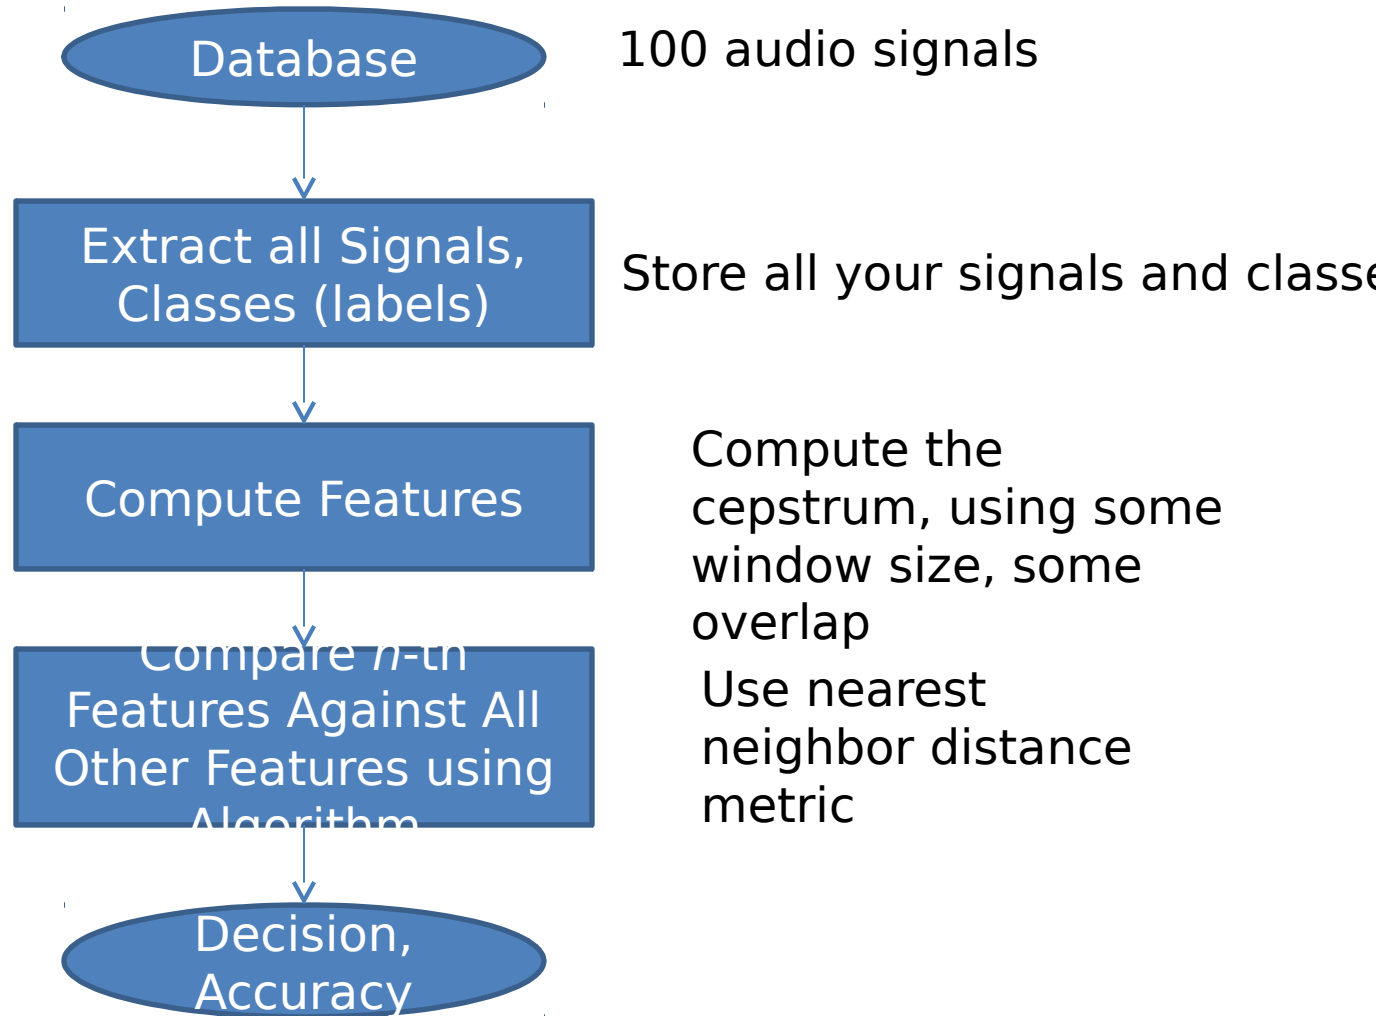 Database
100 audio signals
Extract all Signals,
Classes (labels)
Store all your signals and classe
Compute Features
Compute the
cepstrum, using some
window size, some
overlap
Compare n-th
Features Against All
Other Features using
Algorithm
Use nearest
neighbor distance
metric
Decision,
Accuracy